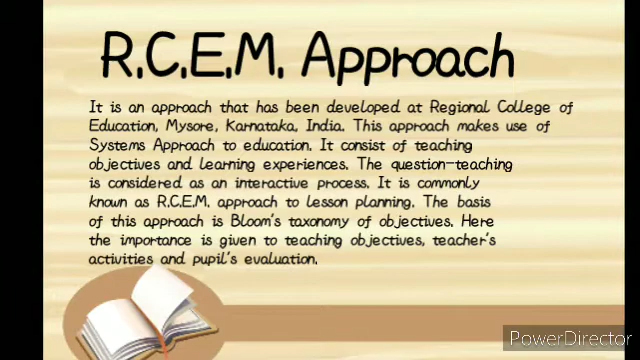 R.C.E.M. Approach
It is an approach that has been developed at Regional College of
Education, Mysore, Karnataka, India. This approach makes use of
Systems Approach to education. It consist of teaching
objectives and learning experiences. The question-teaching
is considered as an interactive process. It is commonly
known as R.C.E.M. approach to lesson planning. The basis
of this approach is Bloom's taxonomy of objectives. Here
the importance is given to teaching objectives, teacher's
activities and pupil's evaluation.
PowerDirector